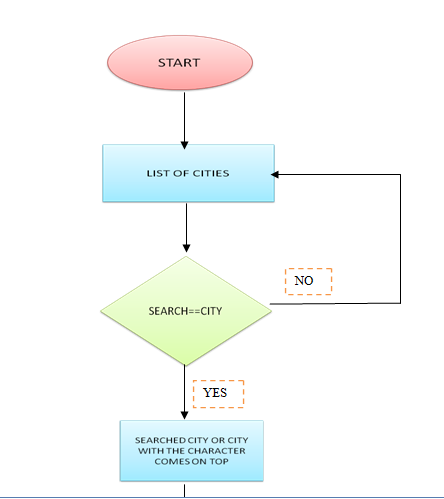 START
LIST OF CITIES
NO
SEARCH==CITY
YES
SEARCHED CITY OR CITY
WITH THE CHARACTER
COMES ON TOP